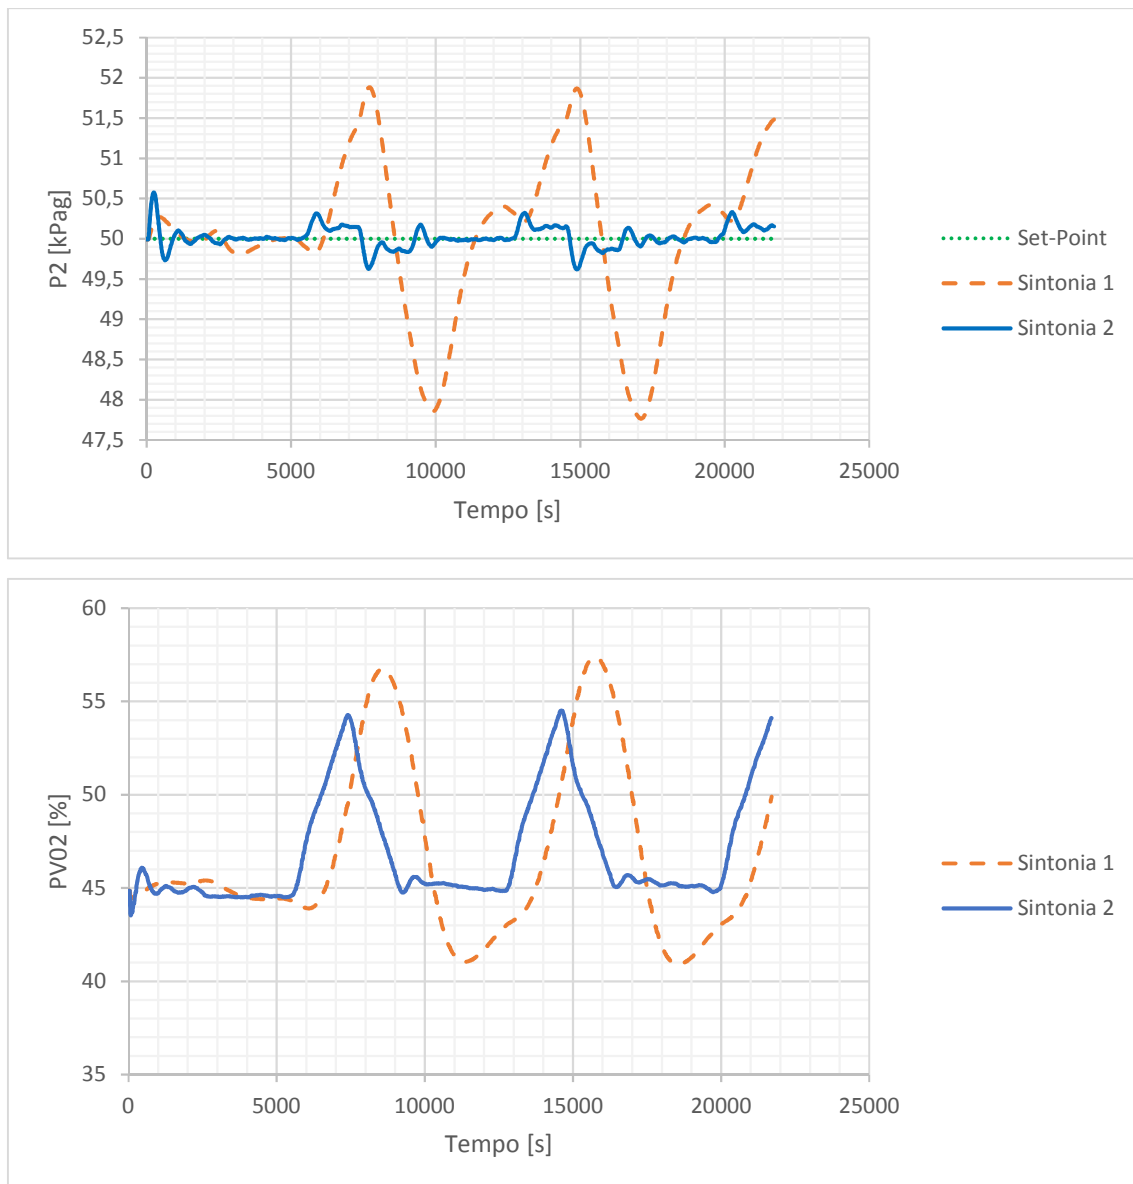 52,5
52
51,5
51
50,5
50
49,5
49
48,5
48
47,5
P2 [kPag]
0 5000 10000 15000 20000 25000
Tempo [s]
Set-Point
Sintonia 1
Sintonia 2
60
55
50
45
40
35
PV02 [%]
0 5000 10000 15000 20000 25000
Tempo [s]
Sintonia 1
Sintonia 2